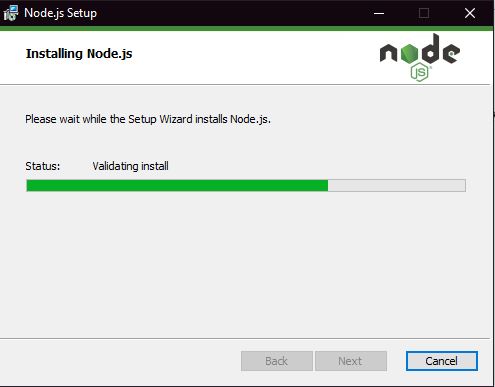 Node.js Setup
Installing Node.js
node
JS
Please wait while the Setup Wizard installs Node.js.
Status: Validating install
Back Next Cancel